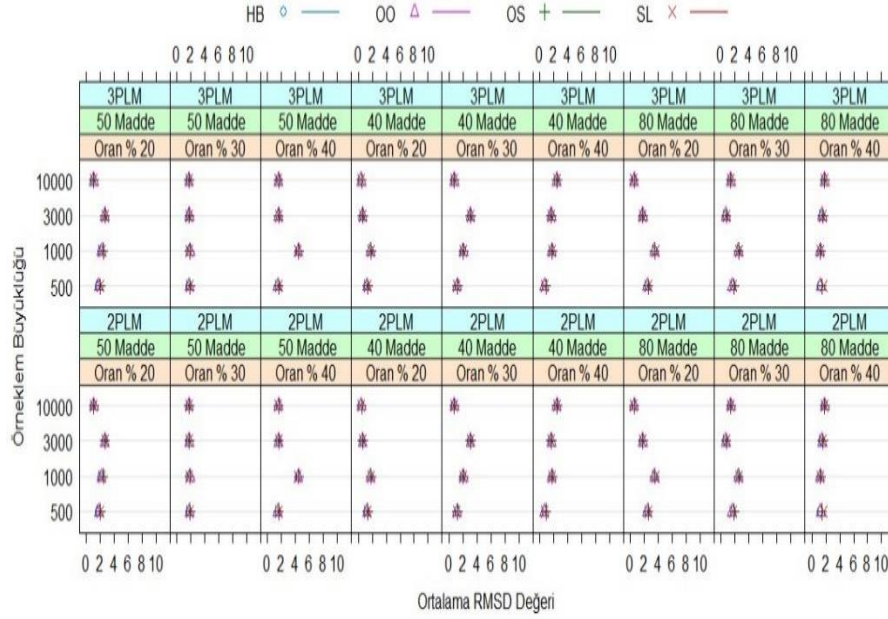 HB OO OS SL
0 2 4 6 8 10 0 2 4 6 8 10 0 2 4 6 8 10 0 2 4 6 8 10
3PLM 3PLM 3PLM 3PLM 3PLM 3PLM 3PLM 3PLM 3PLM
50 Madde 50 Madde 50 Madde 40 Madde 40 Madde 40 Madde 80 Madde 80 Madde 80 Madde
Oran % 20 Oran % 30 Oran % 40 Oran % 20 Oran % 30 Oran % 40 Oran % 20 Oran % 30 Oran % 40
10000
3000
1000
500
2PLM 2PLM 2PLM 2PLM 2PLM 2PLM 2PLM 2PLM 2PLM
50 Madde 50 Madde 50 Madde 40 Madde 40 Madde 40 Madde 80 Madde 80 Madde 80 Madde
Oran % 20 Oran % 30 Oran % 40 Oran % 20 Oran % 30 Oran % 40 Oran % 20 Oran % 30 Oran % 40
10000
3000
1000
500
Örneklem Büyüklüğü
0 2 4 6 8 10 0 2 4 6 8 10 0 2 4 6 8 10 0 2 4 6 8 10 0 2 4 6 8 10
Ortalama RMSD Değeri